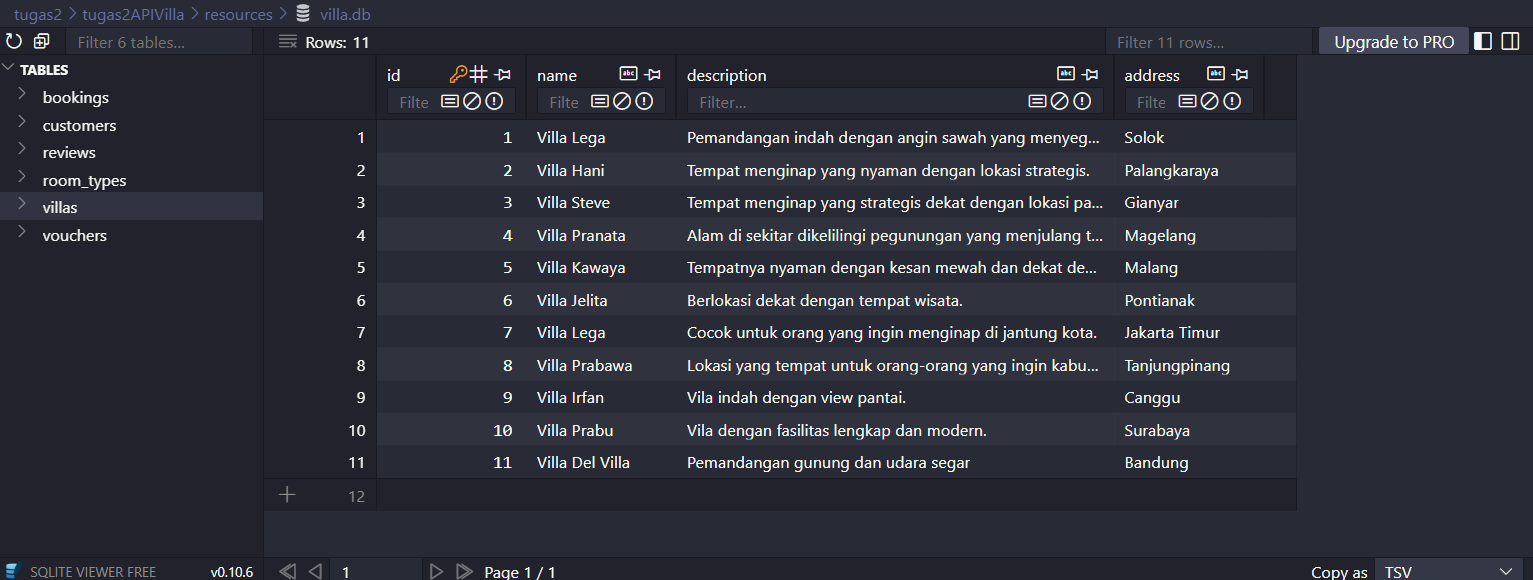 tugas2 > tugas2APIVilla > resources > villa.db
Filter 6 tables...
Rows: 11
Filter 11 rows...
Upgrade to PRO
TABLES
bookings
customers
reviews
room_types
villas
vouchers
id name abc description abc address abc
Filte Filte Filter... Filte
1 1 Villa Lega Pemandangan indah dengan angin sawah yang menyeg... Solok
2 2 Villa Hani Tempat menginap yang nyaman dengan lokasi strategis. Palangkaraya
3 3 Villa Steve Tempat menginap yang strategis dekat dengan lokasi pa... Gianyar
4 4 Villa Pranata Alam di sekitar dikelilingi pegunungan yang menjulang t... Magelang
5 5 Villa Kawaya Tempatnya nyaman dengan kesan mewah dan dekat de... Malang
6 6 Villa Jelita Berlokasi dekat dengan tempat wisata. Pontianak
7 7 Villa Lega Cocok untuk orang yang ingin menginap di jantung kota. Jakarta Timur
8 8 Villa Prabawa Lokasi yang tempat untuk orang-orang yang ingin kabu... Tanjungpinang
9 9 Villa Irfan Vila indah dengan view pantai. Canggu
10 10 Villa Prabu Vila dengan fasilitas lengkap dan modern. Surabaya
11 11 Villa Del Villa Pemandangan gunung dan udara segar Bandung
12
SQLITE VIEWER FREE v0.10.6
1
Page 1 / 1
Copy as TSV